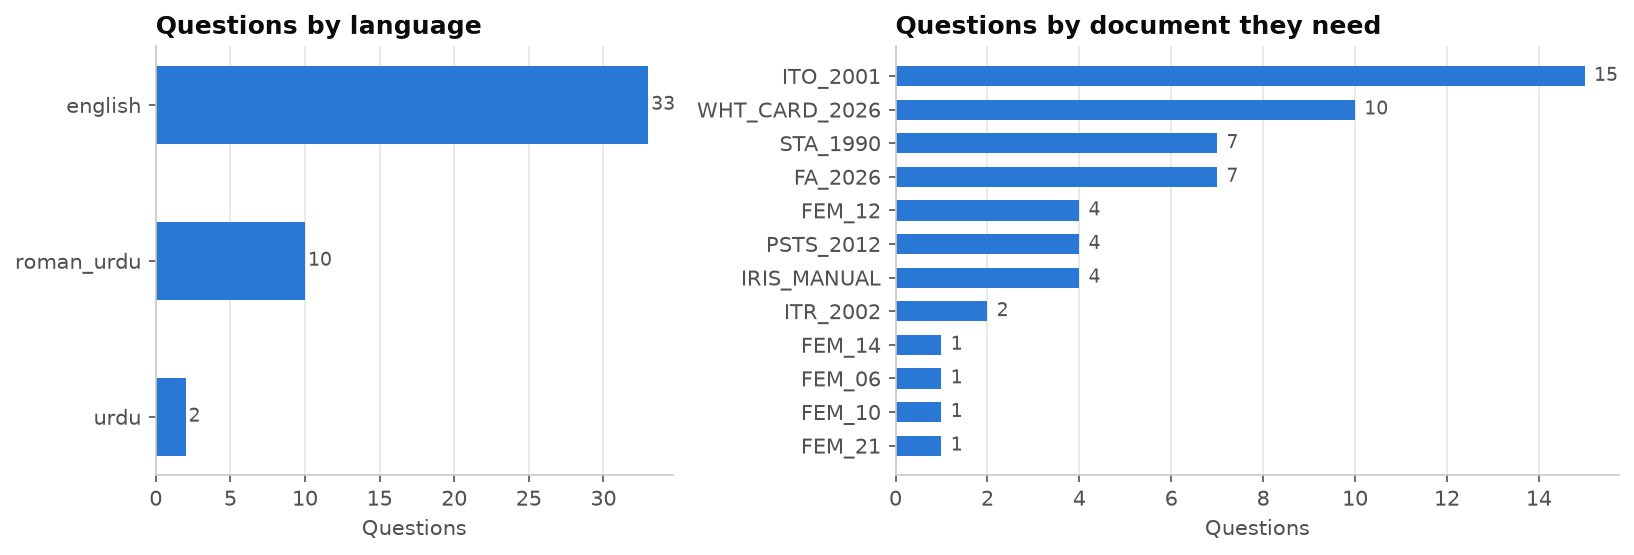 Questions by language
english
33
roman_urdu
10
urdu
2
0 5 10 15 20 25 30
Questions
Questions by document they need
ITO_2001
15
WHT_CARD_2026
10
STA_1990
7
FA_2026
7
FEM_12
4
PSTS_2012
4
IRIS_MANUAL
4
ITR_2002
2
FEM_14
1
FEM_06
1
FEM_10
1
FEM_21
1
0 2 4 6 8 10 12 14
Questions